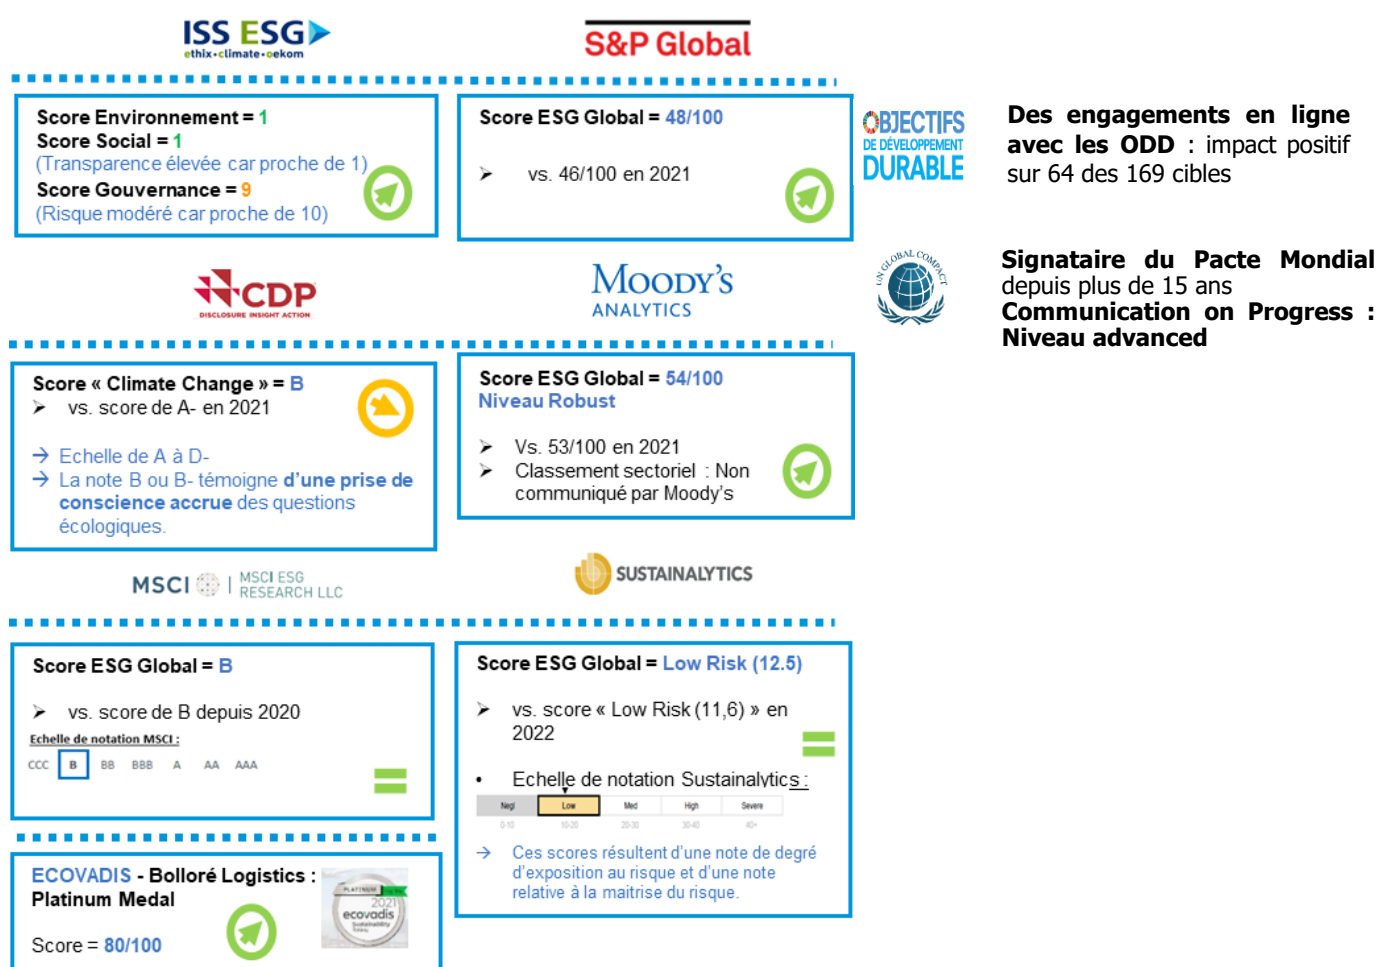 ISS ESG
ethix•climate•oekom
Score Environnement = 1
Score Social = 1
(Transparence élevée car proche de 1)
Score Gouvernance = 9
(Risque modéré car proche de 10)
S&P Global
Score ESG Global = 48/100
➢ vs. 46/100 en 2021
OBJECTIFS
DE DÉVELOPPEMENT
DURABLE
Des engagements en ligne
avec les ODD : impact positif
sur 64 des 169 cibles
UN GLOBAL COMPACT
Signataire du Pacte Mondial
depuis plus de 15 ans
Communication on Progress :
Niveau advanced
CDP
DISCLOSURE INSIGHT ACTION
Score « Climate Change » = B
➢ vs. score de A- en 2021
→ Echelle de A à D-
→ La note B ou B- témoigne d'une prise de
conscience accrue des questions
écologiques.
MOODY'S
ANALYTICS
Score ESG Global = 54/100
Niveau Robust
➢ Vs. 53/100 en 2021
➢ Classement sectoriel : Non
communiqué par Moody's
MSCI | MSCI ESG
RESEARCH LLC
Score ESG Global = B
➢ vs. score de B depuis 2020
Echelle de notation MSCI :
CCC B BB BBB A AA AAA
SUSTAINALYTICS
Score ESG Global = Low Risk (12.5)
➢ vs. score « Low Risk (11,6) » en
2022
• Echelle de notation Sustainalytics :
Negl Low Med High Severe
0-10 10-20 20-30 30-40 40+
→ Ces scores résultent d'une note de degré
d'exposition au risque et d'une note
relative à la maitrise du risque.
ECOVADIS - Bolloré Logistics :
Platinum Medal
Score = 80/100
PLATINUM
2021
ecovadis
Sustainability
Rating